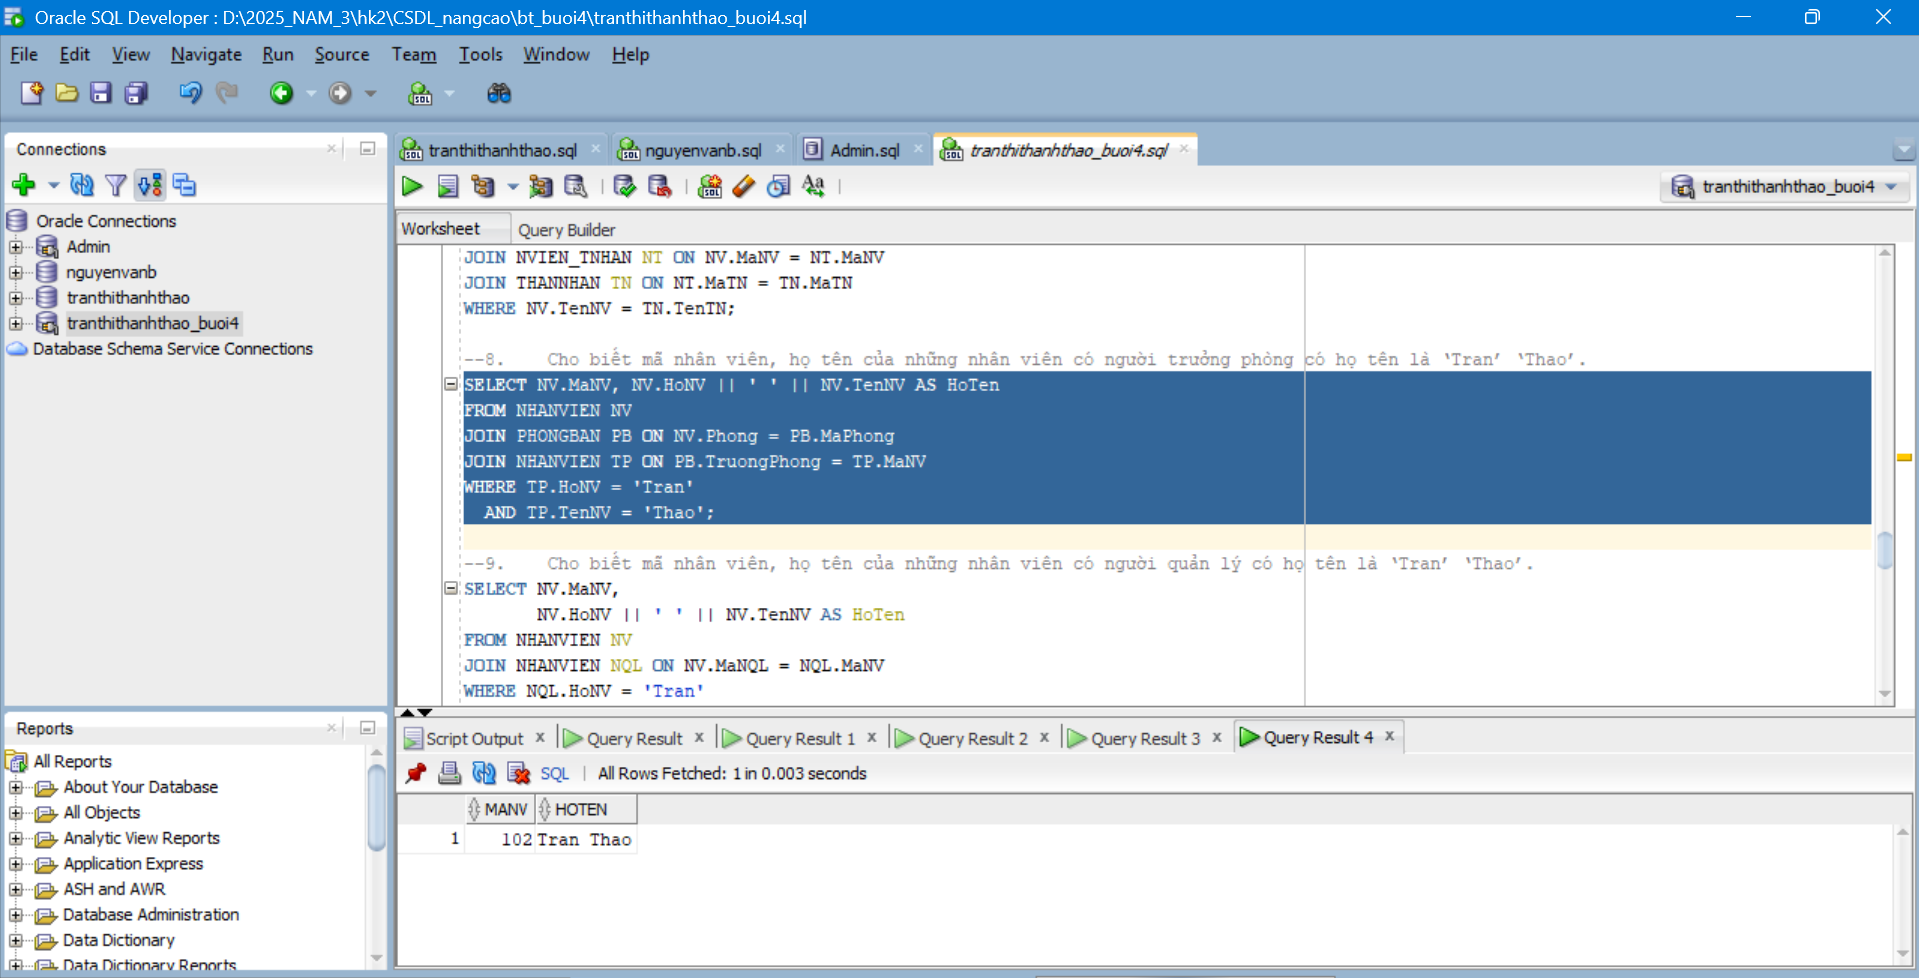 Oracle SQL Developer : D:\2025_NAM_3\hk2\CSDL_nangcao\bt_buoi4\tranthithanhthao_buoi4.sql
File Edit View Navigate Run Source Team Tools Window Help
Connections
Oracle Connections
Admin
nguyenvanb
tranthithanhthao
tranthithanhthao_buoi4
Database Schema Service Connections
Reports
All Reports
About Your Database
All Objects
Analytic View Reports
Application Express
ASH and AWR
Database Administration
Data Dictionary
Data Dictionary Reports
tranthithanhthao.sql nguyenvanb.sql Admin.sql tranthithanhthao_buoi4.sql
tranthithanhthao_buoi4
Worksheet Query Builder
JOIN NVIEN_TNHAN NT ON NV.MaNV = NT.MaNV
JOIN THANNHAN TN ON NT.MaTN = TN.MaTN
WHERE NV.TenNV = TN.TenTN;
--8.    Cho biết mã nhân viên, họ tên của những nhân viên có người trưởng phòng có họ tên là ‘Tran’ ‘Thao’.
SELECT NV.MaNV, NV.HoNV || ' ' || NV.TenNV AS HoTen
FROM NHANVIEN NV
JOIN PHONGBAN PB ON NV.Phong = PB.MaPhong
JOIN NHANVIEN TP ON PB.TruongPhong = TP.MaNV
WHERE TP.HoNV = 'Tran'
AND TP.TenNV = 'Thao';
--9.    Cho biết mã nhân viên, họ tên của những nhân viên có người quản lý có họ tên là ‘Tran’ ‘Thao’.
SELECT NV.MaNV,
NV.HoNV || ' ' || NV.TenNV AS HoTen
FROM NHANVIEN NV
JOIN NHANVIEN NQL ON NV.MaNQL = NQL.MaNV
WHERE NQL.HoNV = 'Tran'
Script Output x Query Result x Query Result 1 x Query Result 2 x Query Result 3 x Query Result 4 x
SQL All Rows Fetched: 1 in 0.003 seconds
MANV HOTEN
1 102 Tran Thao